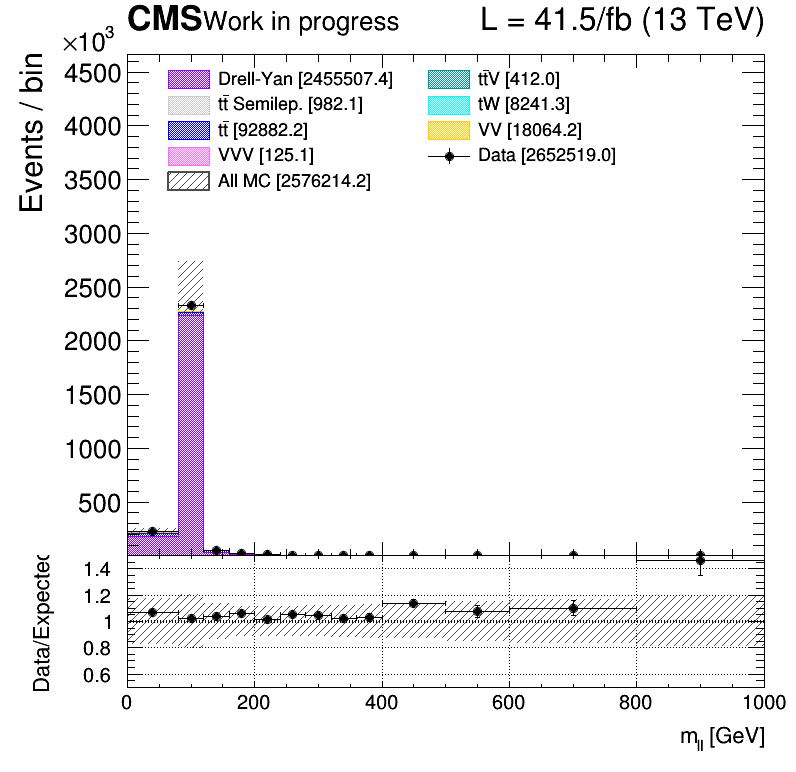 CMS Work in progress L = 41.5/fb (13 TeV)
×10³
Events / bin
4500
4000
3500
3000
2500
2000
1500
1000
500
Drell-Yan [2455507.4]
tt̄ Semilep. [982.1]
tt̄ [92882.2]
VVV [125.1]
All MC [2576214.2]
tt̄V [412.0]
tW [8241.3]
VV [18064.2]
Data [2652519.0]
Data/Expected
1.4
1.2
1
0.8
0.6
0 200 400 600 800 1000
m_ll [GeV]